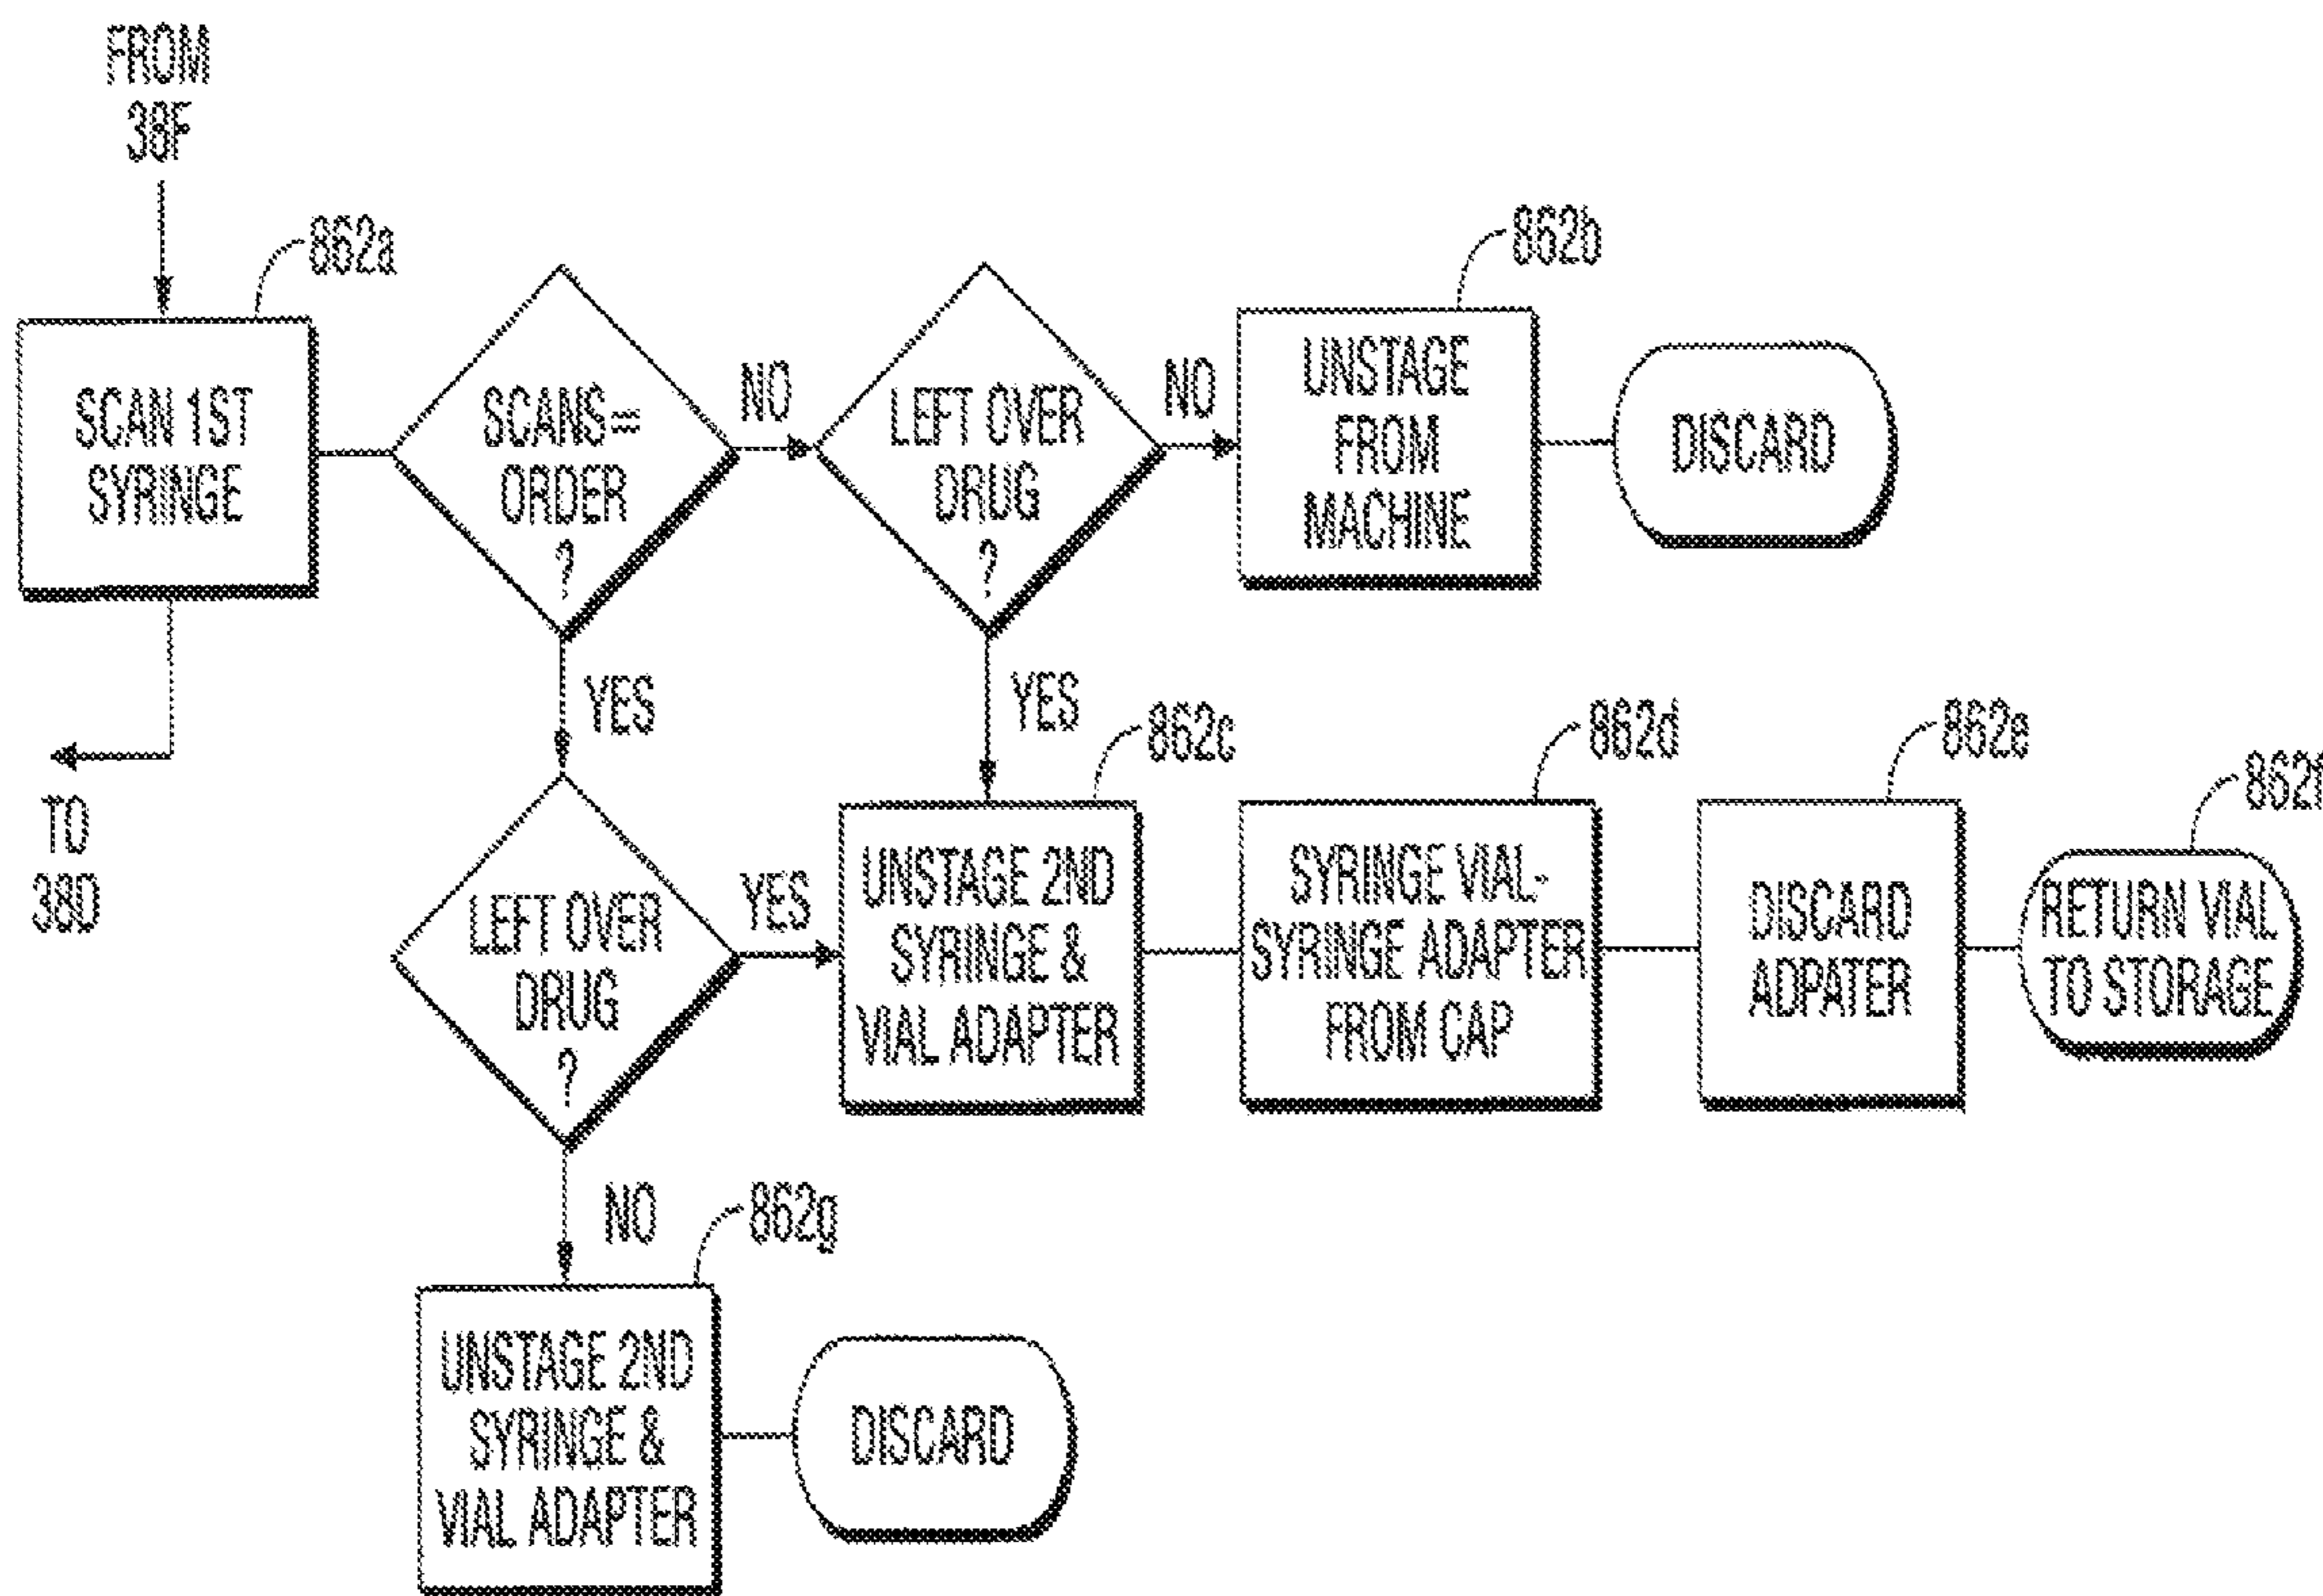 FROM
38F
862a
SCAN 1ST
SYRINGE
TO
38D
SCANS=
ORDER
?
NO
YES
LEFT OVER
DRUG
?
NO
YES
862b
UNSTAGE
FROM
MACHINE
DISCARD
LEFT OVER
DRUG
?
YES
NO
862c
UNSTAGE 2ND
SYRINGE &
VIAL ADAPTER
862d
SYRINGE VIAL-
SYRINGE ADAPTER
FROM CAP
862e
DISCARD
ADPATER
862f
RETURN VIAL
TO STORAGE
862g
UNSTAGE 2ND
SYRINGE &
VIAL ADAPTER
DISCARD